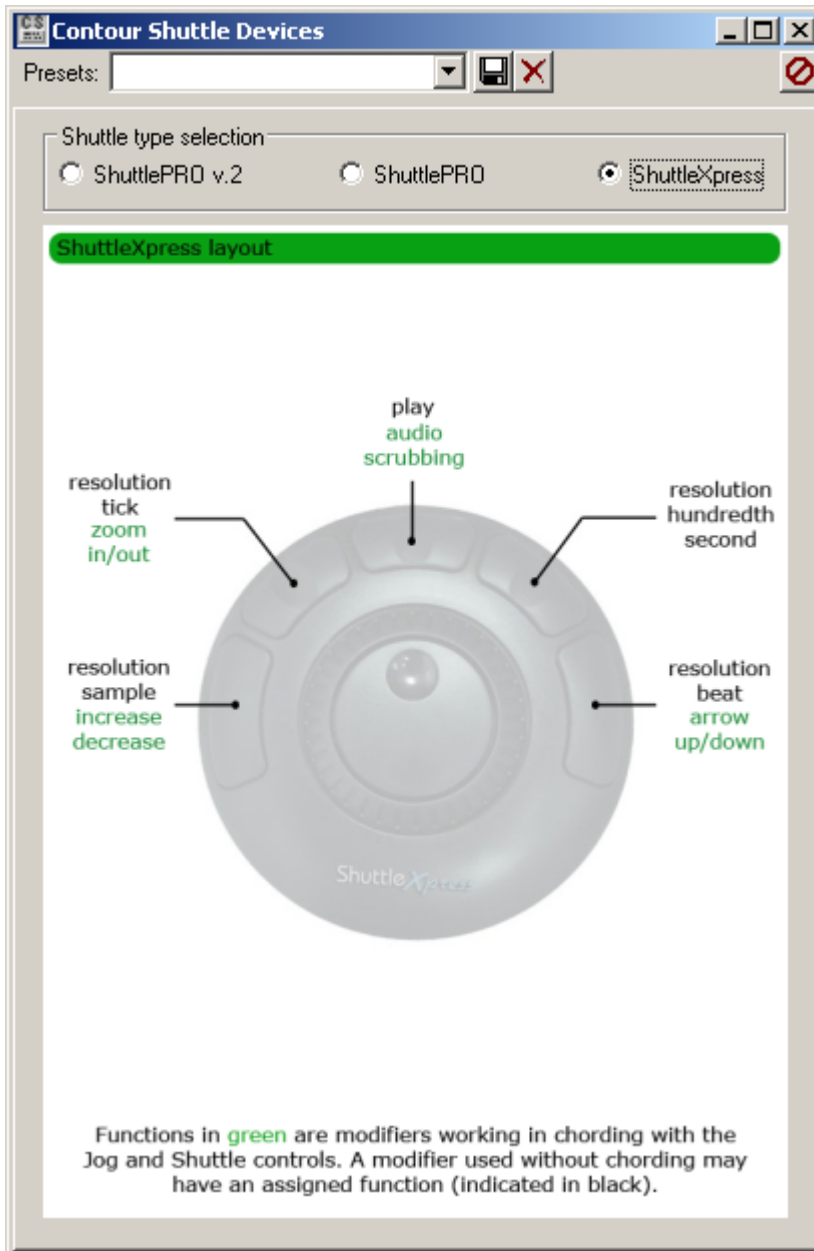 CS
Contour Shuttle Devices
Presets:
Shuttle type selection
ShuttlePRO v.2
ShuttlePRO
ShuttleXpress
ShuttleXpress layout
play
audio
scrubbing
resolution
tick
zoom
in/out
resolution
hundredth
second
resolution
sample
increase
decrease
resolution
beat
arrow
up/down
ShuttleXpress
Functions in green are modifiers working in chording with the
Jog and Shuttle controls. A modifier used without chording may
have an assigned function (indicated in black).